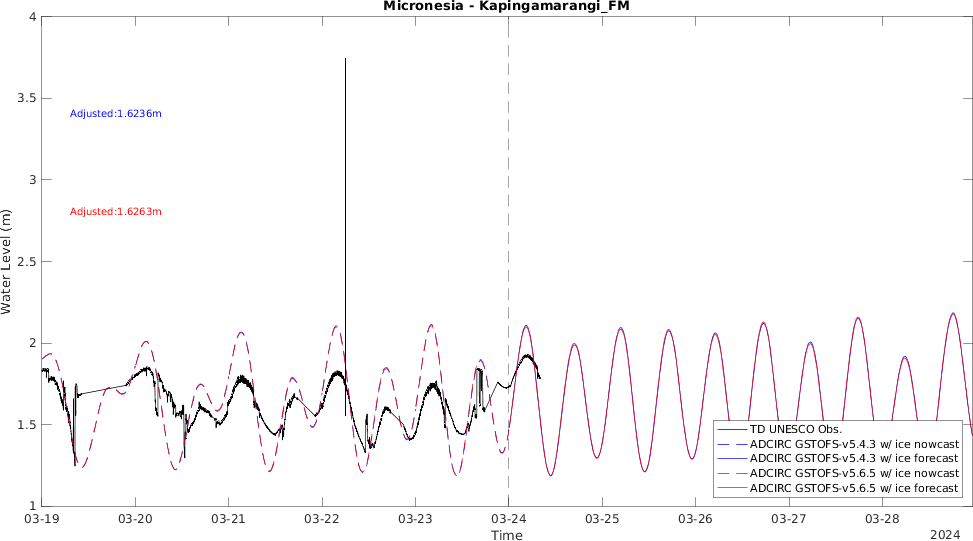 Micronesia - Kapingamarangi_FM
Water Level (m)
4
3.5
3
2.5
2
1.5
1
Adjusted:1.6236m
Adjusted:1.6263m
TD UNESCO Obs.
ADCIRC GSTOFS-v5.4.3 w/ ice nowcast
ADCIRC GSTOFS-v5.4.3 w/ ice forecast
ADCIRC GSTOFS-v5.6.5 w/ ice nowcast
ADCIRC GSTOFS-v5.6.5 w/ ice forecast
03-19 03-20 03-21 03-22 03-23 03-24 03-25 03-26 03-27 03-28
Time
2024